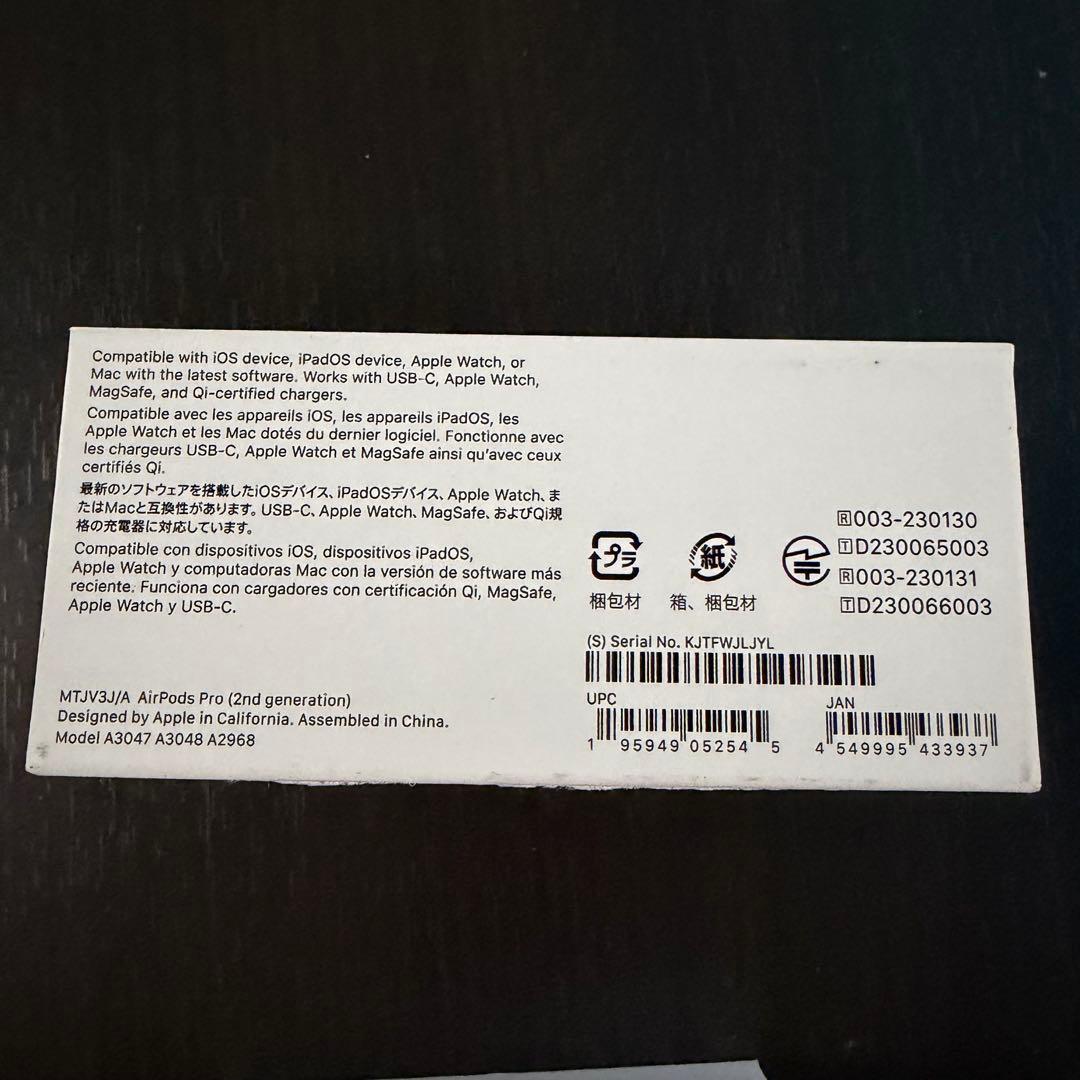 Compatible with iOS device, iPadOS device, Apple Watch, or
Mac with the latest software. Works with USB-C, Apple Watch,
MagSafe, and Qi-certified chargers.
Compatible avec les appareils iOS, les appareils iPadOS, les
Apple Watch et les Mac dotés du dernier logiciel. Fonctionne avec
les chargeurs USB-C, Apple Watch et MagSafe ainsi qu'avec ceux
certifiés Qi.
最新のソフトウェアを搭載したiOSデバイス、iPadOSデバイス、Apple Watch、ま
たはMacと互換性があります。USB-C、Apple Watch、MagSafe、およびQi規
格の充電器に対応しています。
Compatible con dispositivos iOS, dispositivos iPadOS,
Apple Watch y computadoras Mac con la versión de software más
reciente. Funciona con cargadores con certificación Qi, MagSafe,
Apple Watch y USB-C.
MTJV3J/A AirPods Pro (2nd generation)
Designed by Apple in California. Assembled in China.
Model A3047 A3048 A2968
プラ
梱包材
紙
箱、梱包材
R 003-230130
T D230065003
R 003-230131
T D230066003
(S) Serial No. KJTFWJLJYL
UPC
1 95949 05254 5
JAN
4 549995 433937